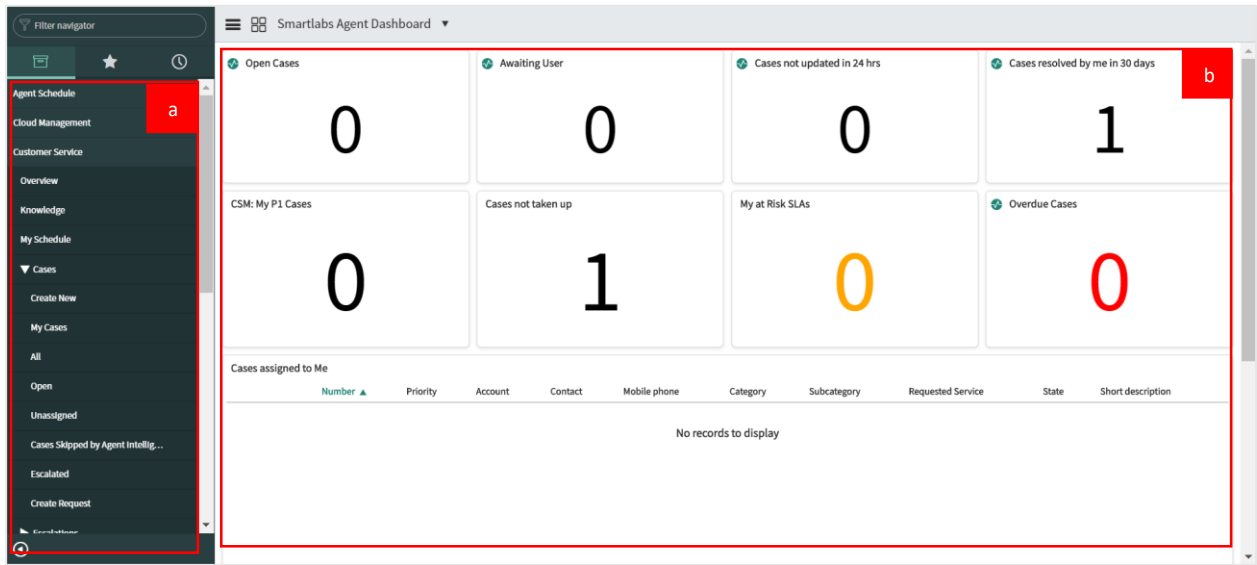 Filter navigator
Smartlabs Agent Dashboard
a
Agent Schedule
Cloud Management
Customer Service
Overview
Knowledge
My Schedule
Cases
Create New
My Cases
All
Open
Unassigned
Cases Skipped by Agent Intellig...
Escalated
Create Request
Escalations
b
Open Cases
0
Awaiting User
0
Cases not updated in 24 hrs
0
Cases resolved by me in 30 days
1
CSM: My P1 Cases
0
Cases not taken up
1
My at Risk SLAs
0
Overdue Cases
0
Cases assigned to Me
Number Priority Account Contact Mobile phone Category Subcategory Requested Service State Short description
No records to display